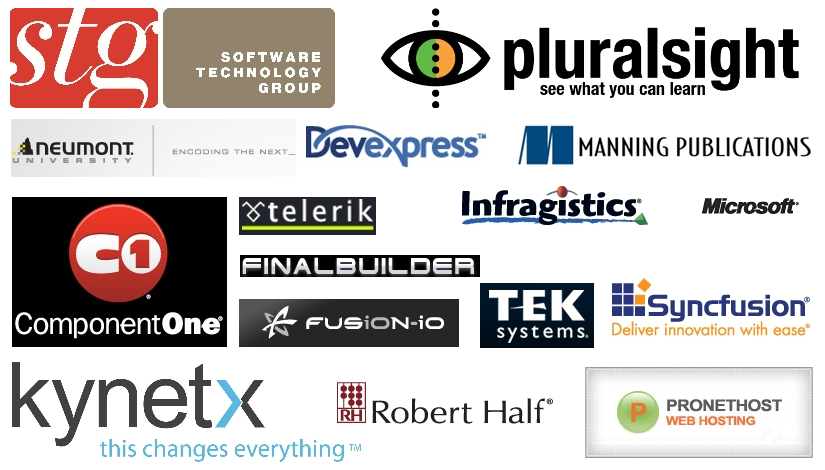 stg
SOFTWARE
TECHNOLOGY
GROUP
pluralsight
see what you can learn
NEUMONT.
UNIVERSITY
ENCODING THE NEXT_
DevExpress™
MANNING PUBLICATIONS
telerik
Infragistics®
Microsoft®
C1
ComponentOne®
FINALBUILDER
FUSION-iO
TEK
systems.
Syncfusion®
Deliver innovation with ease®
kynetx
this changes everything™
RH Robert Half®
P
PRONETHOST
WEB HOSTING